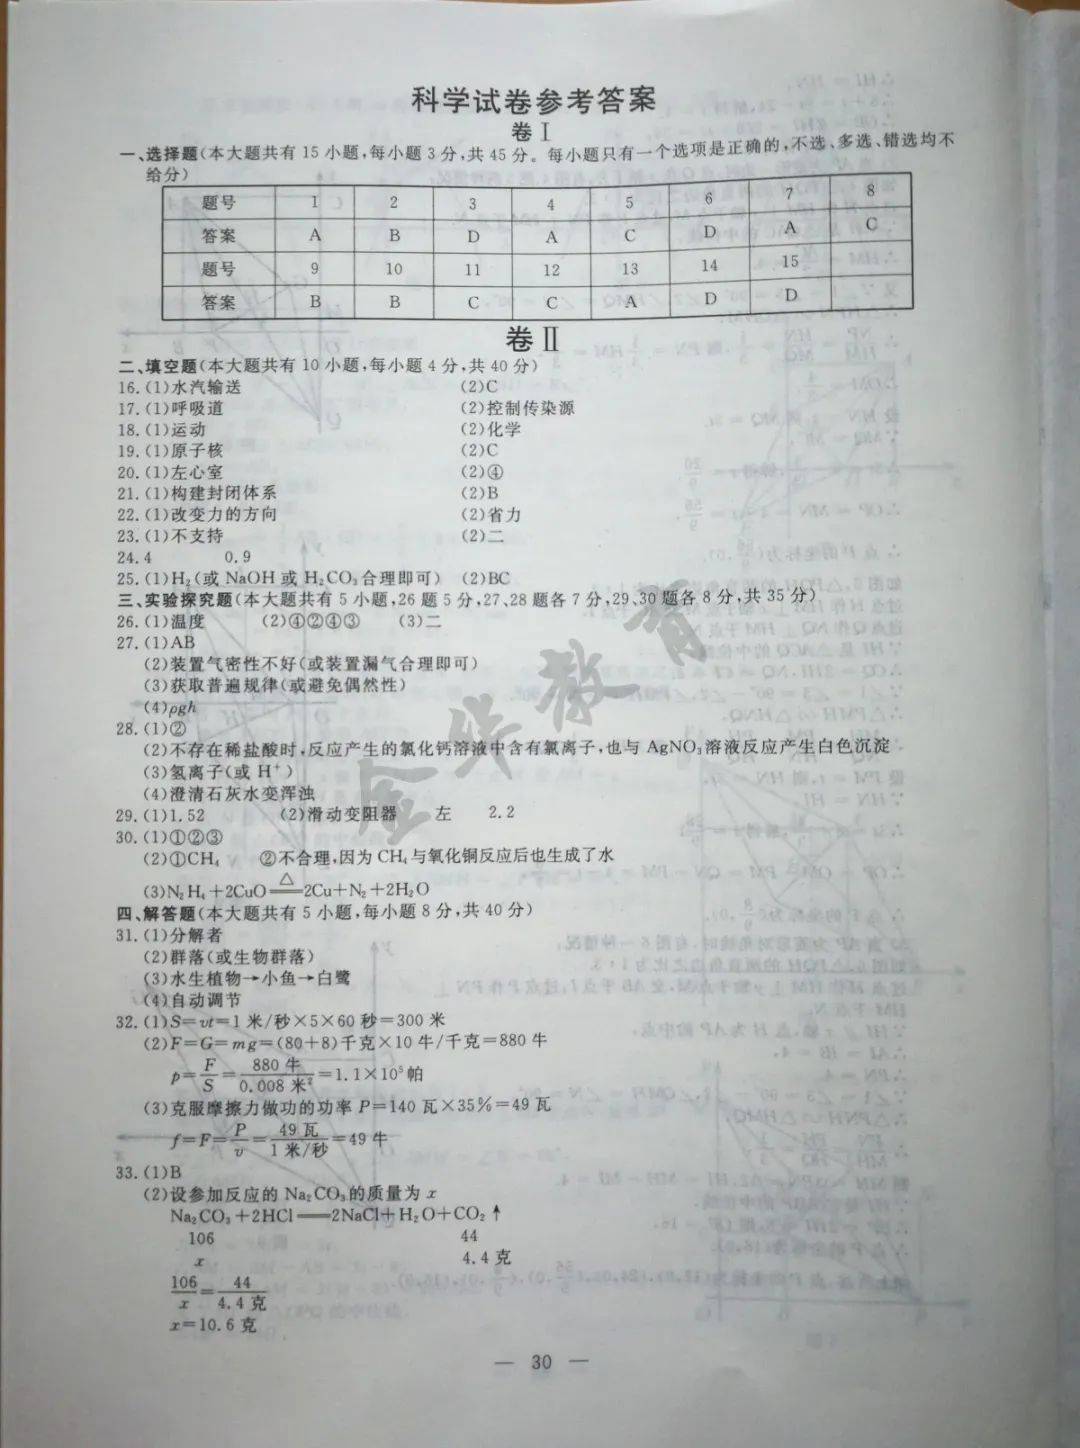 科学试卷参考答案
卷Ⅰ
一、选择题(本大题共有15小题,每小题3分,共45分。每小题只有一个选项是正确的,不选、多选、错选均不
给分)
题号 1 2 3 4 5 6 7 8
答案 A B D A C D A C
题号 9 10 11 12 13 14 15
答案 B B C C A D D
卷Ⅱ
二、填空题(本大题共有10小题,每小题4分,共40分)
16.(1)水汽输送 (2)C
17.(1)呼吸道 (2)控制传染源
18.(1)运动 (2)化学
19.(1)原子核 (2)C
20.(1)左心室 (2)④
21.(1)构建封闭体系 (2)B
22.(1)改变力的方向 (2)省力
23.(1)不支持 (2)二
24.4 0.9
25.(1)H₂(或NaOH或H₂CO₃合理即可) (2)BC
三、实验探究题(本大题共有5小题,26题5分,27、28题各7分,29、30题各8分,共35分)
26.(1)温度 (2)④②④③ (3)二
27.(1)AB
(2)装置气密性不好(或装置漏气合理即可)
(3)获取普遍规律(或避免偶然性)
(4)ρgh
28.(1)②
(2)不存在稀盐酸时,反应产生的氯化钙溶液中含有氯离子,也与AgNO₃溶液反应产生白色沉淀
(3)氢离子(或H⁺)
(4)澄清石灰水变浑浊
29.(1)1.52 (2)滑动变阻器 左 2.2
30.(1)①②③
(2)①CH₄ ②不合理,因为CH₄与氧化铜反应后也生成了水
(3)N₂H₄+2CuO══△══2Cu+N₂+2H₂O
四、解答题(本大题共有5小题,每小题8分,共40分)
31.(1)分解者
(2)群落(或生物群落)
(3)水生植物→小鱼→白鹭
(4)自动调节
32.(1)S=vt=1米/秒×5×60秒=300米
(2)F=G=mg=(80+8)千克×10牛/千克=880牛
p=F/S=880牛/0.008米²=1.1×10⁵帕
(3)克服摩擦力做功的功率P=140瓦×35%=49瓦
f=F=P/v=49瓦/1米/秒=49牛
33.(1)B
(2)设参加反应的Na₂CO₃的质量为x
Na₂CO₃+2HCl══2NaCl+H₂O+CO₂↑
106 44
x 4.4克
106/x=44/4.4克
x=10.6克
— 30 —
金华教育